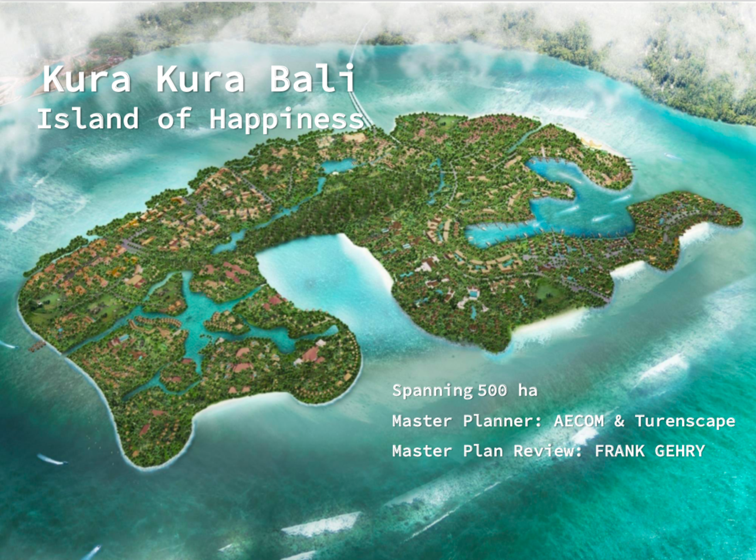 Kura Kura Bali
Island of Happiness
Spanning 500 ha
Master Planner: AECOM & Turenscape
Master Plan Review: FRANK GEHRY